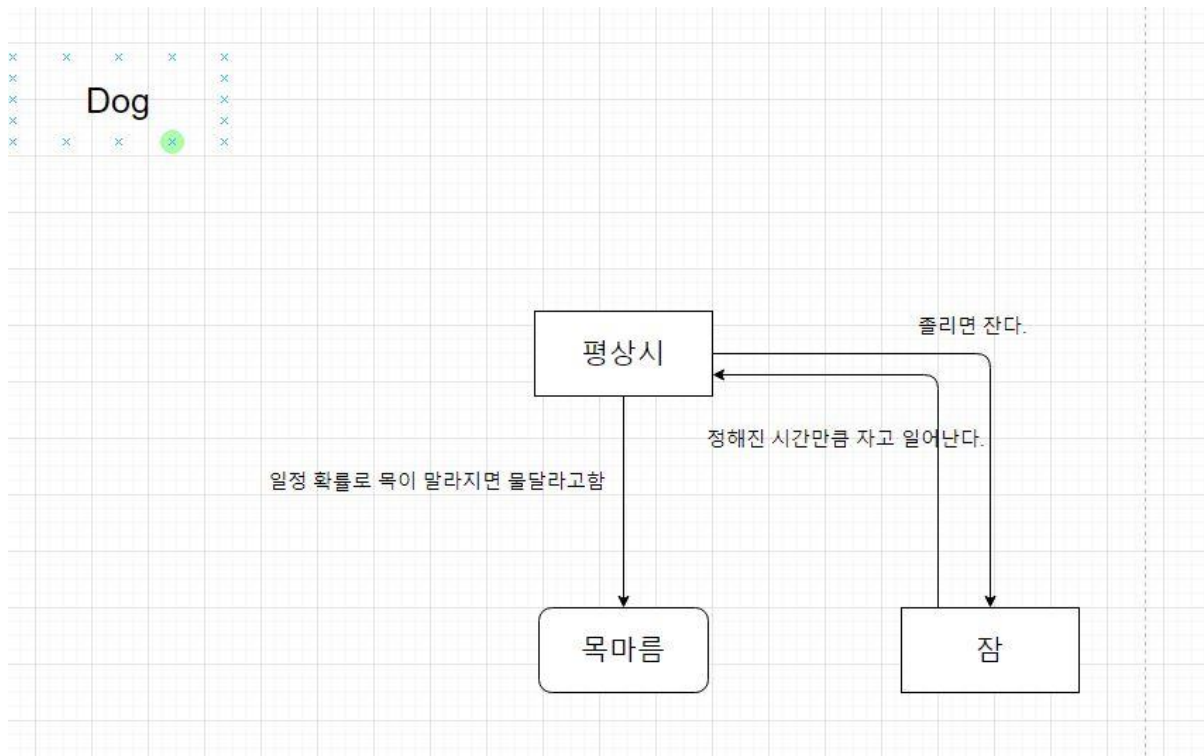 Dog
평상시
졸리면 잔다.
정해진 시간만큼 자고 일어난다.
일정 확률로 목이 말라지면 물달라고함
목마름
잠